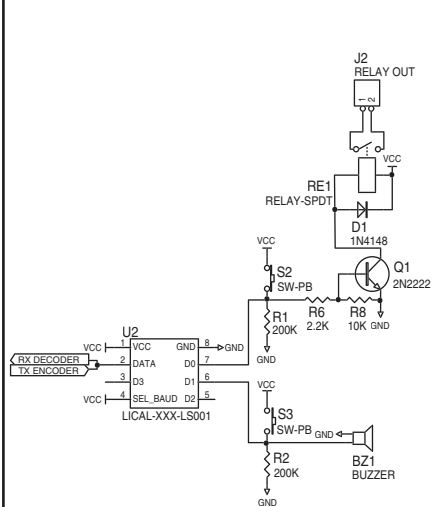 J2
RELAY OUT
1 2
VCC
RE1
RELAY-SPDT
D1
1N4148
VCC
S2
SW-PB
Q1
2N2222
R6
2.2K
R8
10K
GND
R1
200K
GND
U2
VCC 1 VCC GND 8 GND
RX DECODER
TX ENCODER
2 DATA D0 7
3 D3 D1 6
VCC 4 SEL_BAUD D2 5
LICAL-XXX-LS001
VCC
S3
SW-PB
GND
BZ1
BUZZER
R2
200K
GND